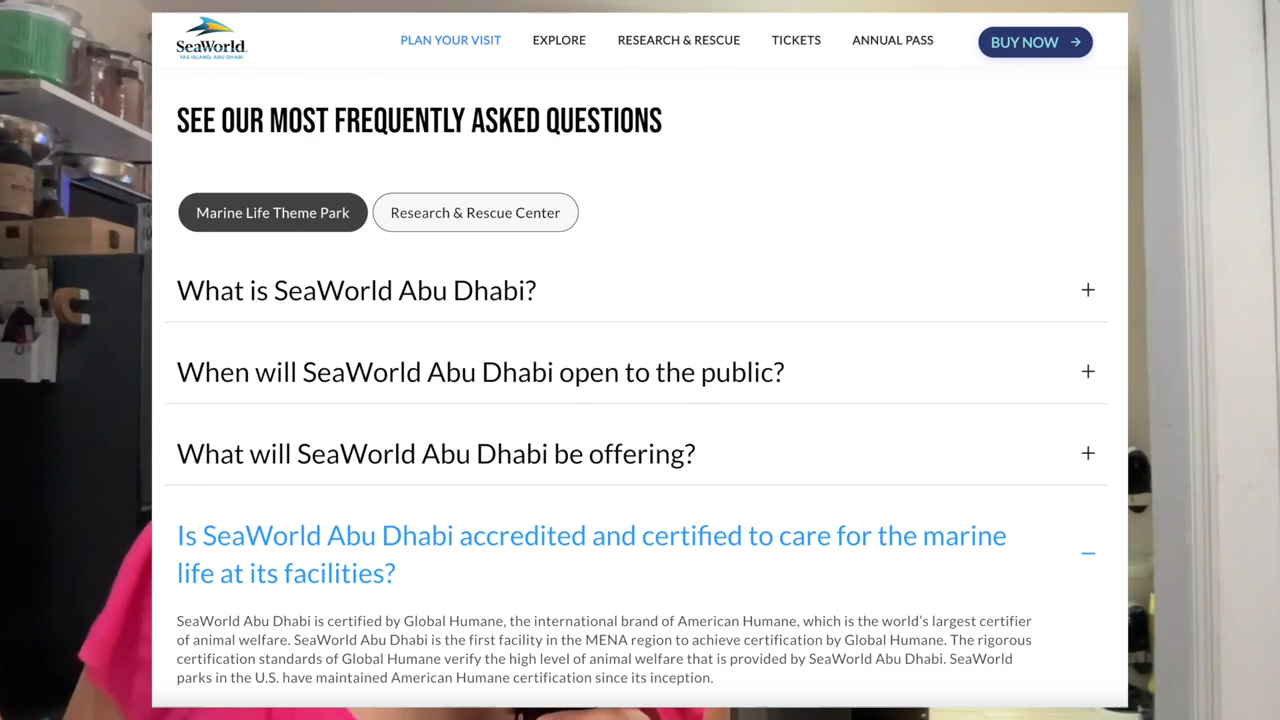 SeaWorld
YAS ISLAND, ABU DHABI
PLAN YOUR VISIT
EXPLORE
RESEARCH & RESCUE
TICKETS
ANNUAL PASS
BUY NOW
SEE OUR MOST FREQUENTLY ASKED QUESTIONS
Marine Life Theme Park
Research & Rescue Center
What is SeaWorld Abu Dhabi?
When will SeaWorld Abu Dhabi open to the public?
What will SeaWorld Abu Dhabi be offering?
Is SeaWorld Abu Dhabi accredited and certified to care for the marine
life at its facilities?
SeaWorld Abu Dhabi is certified by Global Humane, the international brand of American Humane, which is the world's largest certifier
of animal welfare. SeaWorld Abu Dhabi is the first facility in the MENA region to achieve certification by Global Humane. The rigorous
certification standards of Global Humane verify the high level of animal welfare that is provided by SeaWorld Abu Dhabi. SeaWorld
parks in the U.S. have maintained American Humane certification since its inception.